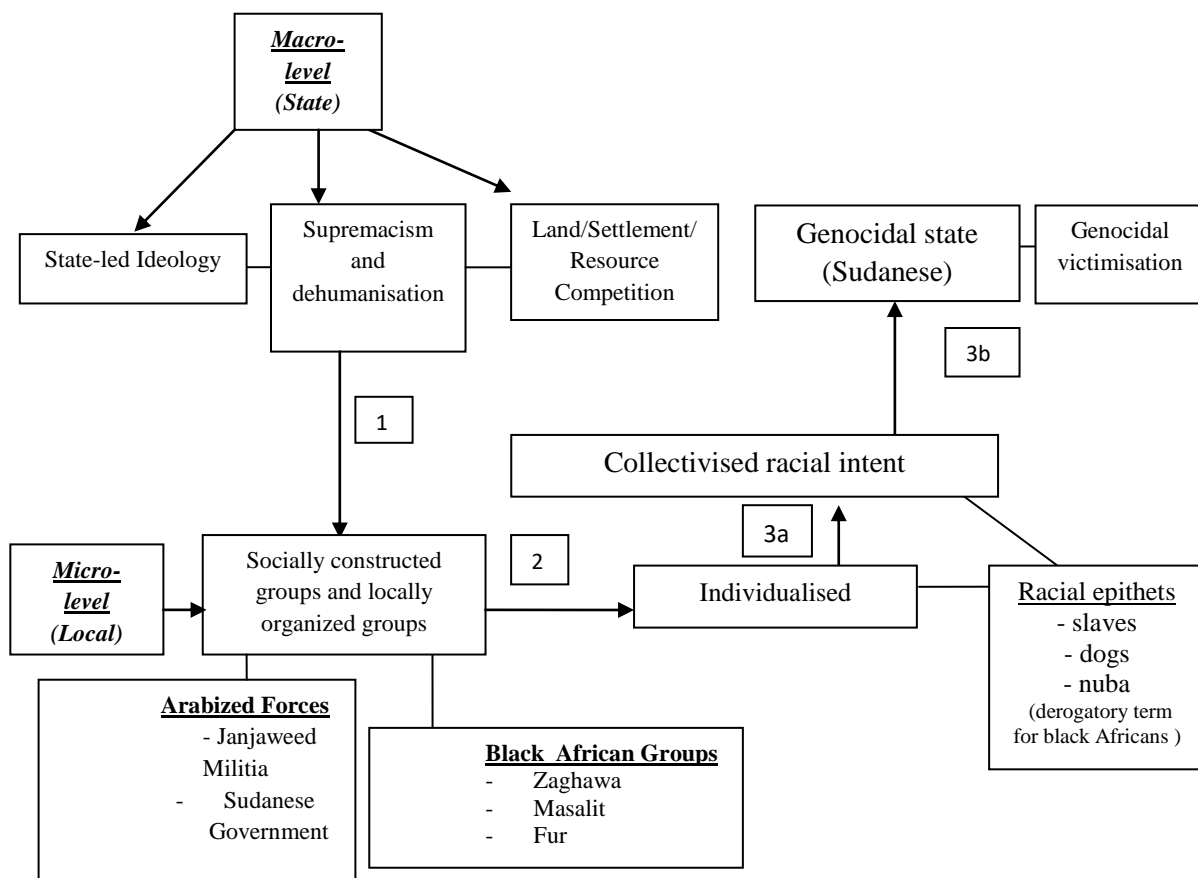 Macro-
level
(State)
State-led Ideology
Supremacism
and
dehumanisation
Land/Settlement/
Resource
Competition
Genocidal state
(Sudanese)
Genocidal
victimisation
3b
1
Collectivised racial intent
3a
2
Micro-
level
(Local)
Socially constructed
groups and locally
organized groups
Individualised
Racial epithets
- slaves
- dogs
- nuba
(derogatory term
for black Africans )
Arabized Forces
- Janjaweed
Militia
- Sudanese
Government
Black African Groups
- Zaghawa
- Masalit
- Fur